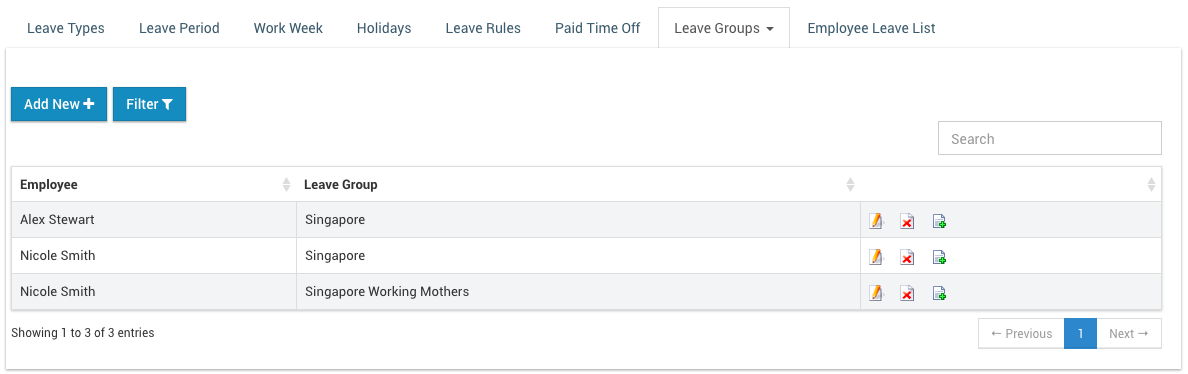 Leave Types Leave Period Work Week Holidays Leave Rules Paid Time Off Leave Groups Employee Leave List
Add New Filter
Search
Employee Leave Group
Alex Stewart Singapore
Nicole Smith Singapore
Nicole Smith Singapore Working Mothers
Showing 1 to 3 of 3 entries ← Previous 1 Next →